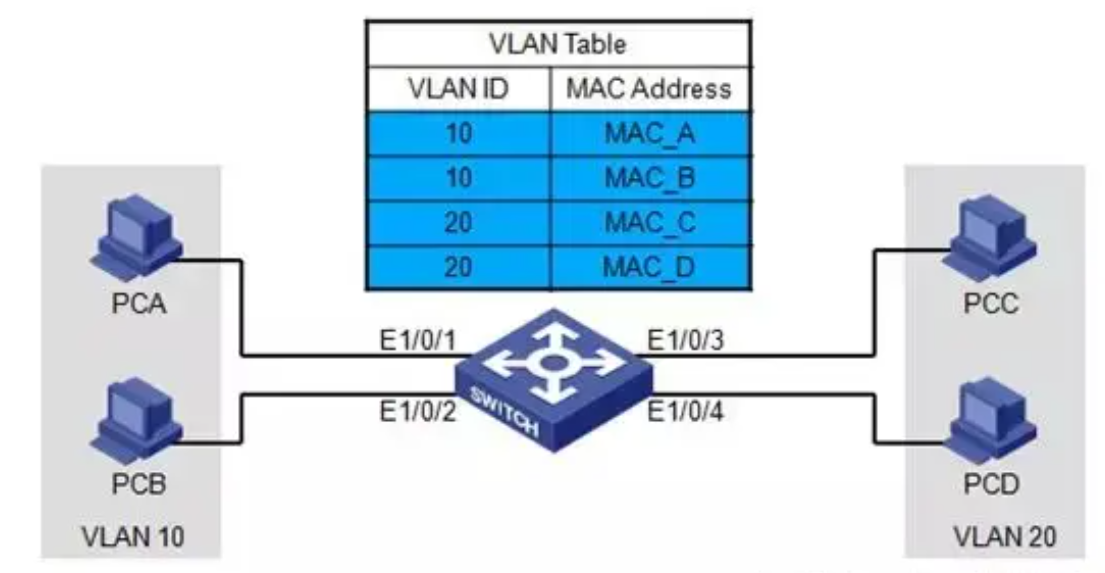 VLAN Table
VLAN ID MAC Address
10 MAC_A
10 MAC_B
20 MAC_C
20 MAC_D
PCA
PCC
E1/0/1
E1/0/3
SWITCH
E1/0/2
E1/0/4
PCB
PCD
VLAN 10
VLAN 20